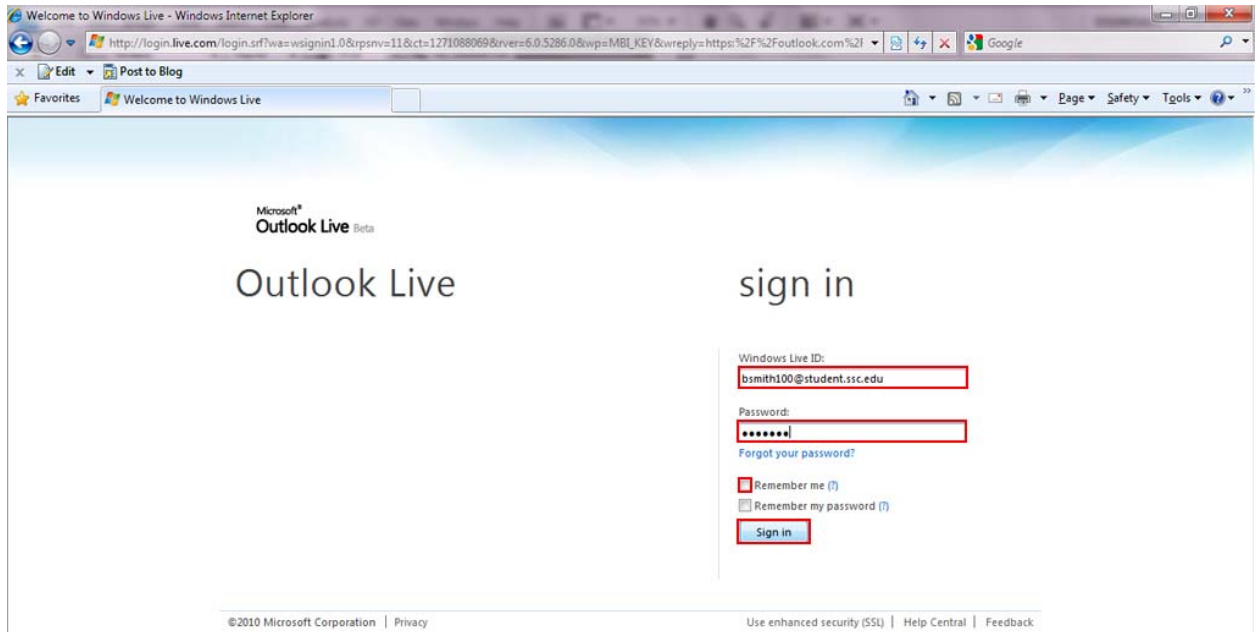 Welcome to Windows Live - Windows Internet Explorer
http://login.live.com/login.srf?wa=wsignin1.0&rpsnv=11&ct=1271088069&rver=6.0.5286.0&wp=MBI_KEY&wreply=https:%2F%2Foutlook.com%2F
Google
x Edit Post to Blog
Favorites Welcome to Windows Live Page Safety Tools »
Microsoft®
Outlook Live Beta
Outlook Live
sign in
Windows Live ID:
bsmith100@student.ssc.edu
Password:
•••••••
Forgot your password?
Remember me (?)
Remember my password (?)
Sign in
©2010 Microsoft Corporation | Privacy Use enhanced security (SSL) | Help Central | Feedback